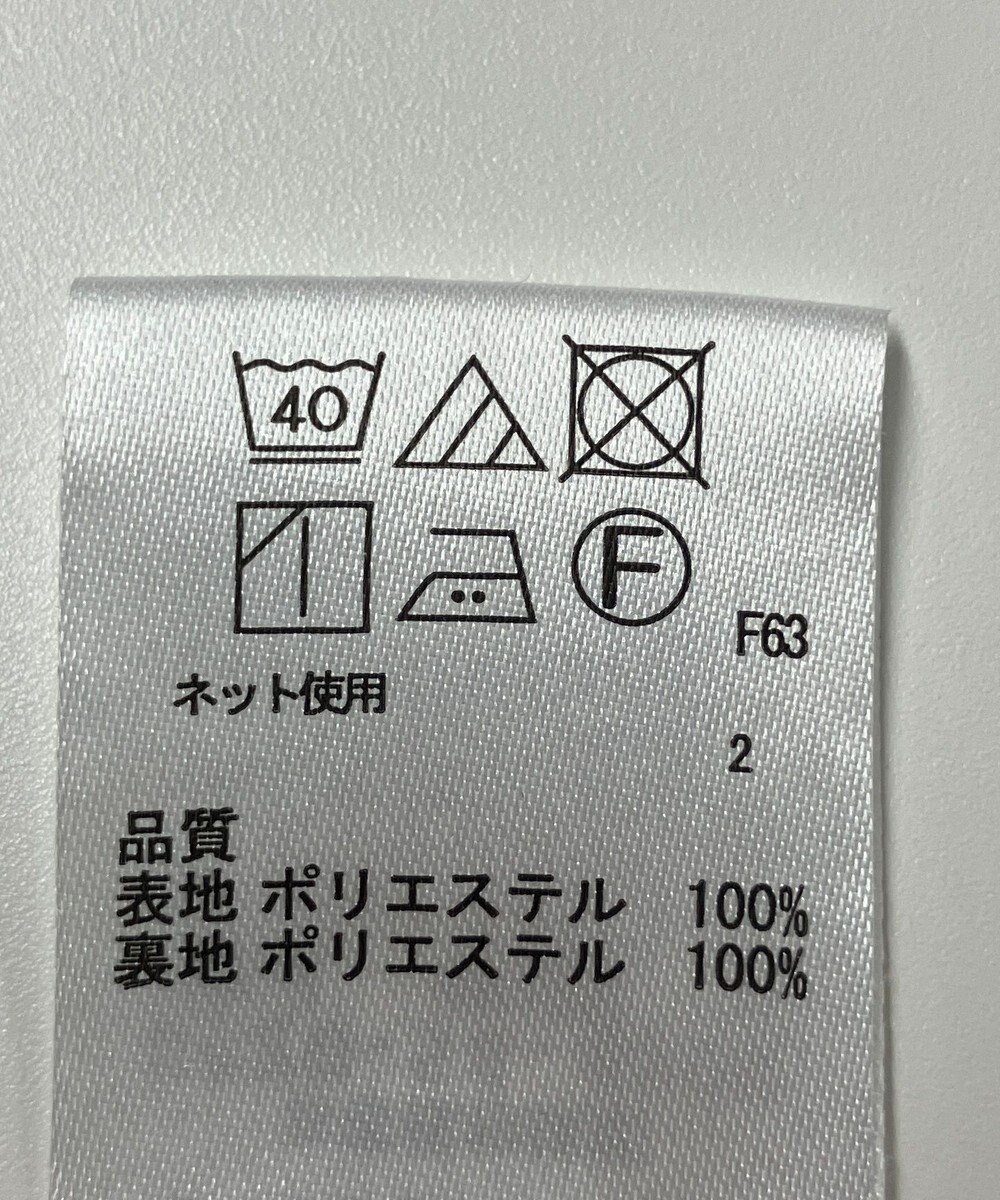 40
F
F63
ネット使用
2
品質
表地 ポリエステル 100%
裏地 ポリエステル 100%